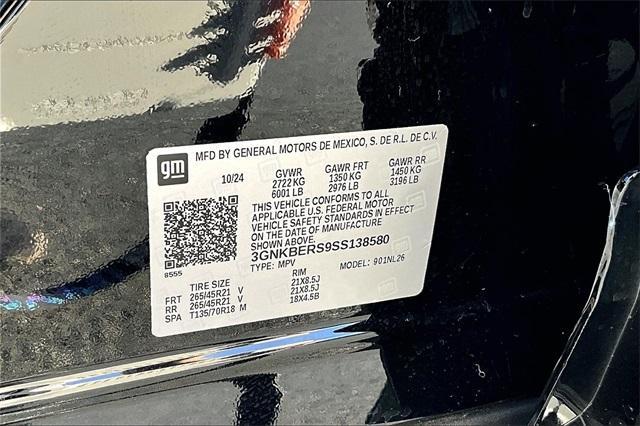 gm
MFD BY GENERAL MOTORS DE MEXICO, S. DE R.L. DE C.V.
10/24 GVWR GAWR FRT GAWR RR
2722 KG 1350 KG 1450 KG
6001 LB 2976 LB 3196 LB
THIS VEHICLE CONFORMS TO ALL
APPLICABLE U.S. FEDERAL MOTOR
VEHICLE SAFETY STANDARDS IN EFFECT
ON THE DATE OF MANUFACTURE
SHOWN ABOVE.
3GNKBERS9SS138580
8555
TYPE: MPV MODEL: 901NL26
TIRE SIZE RIM
FRT 265/45R21 V 21X8.5J
RR 265/45R21 V 21X8.5J
SPA T135/70R18 M 18X4.5B